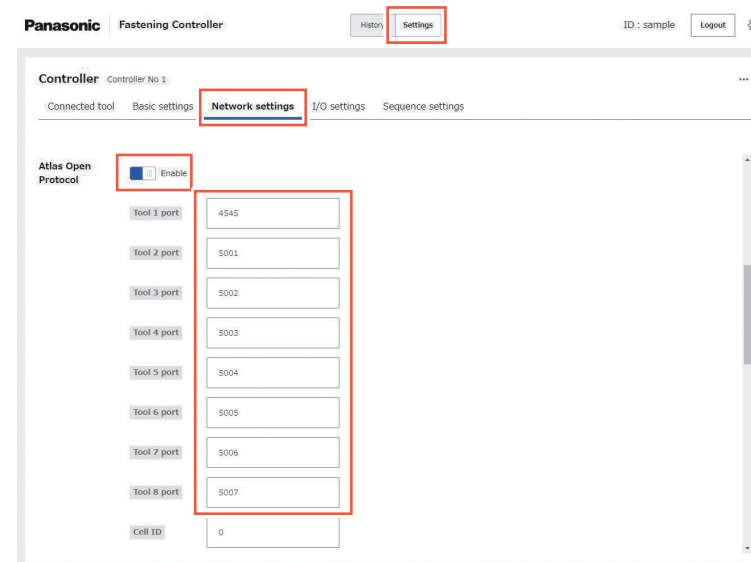 Panasonic Fastening Controller History Settings ID : sample Logout
Controller Controller No 1 ...
Connected tool Basic settings Network settings I/O settings Sequence settings
Atlas Open Protocol Enable
Tool 1 port 4545
Tool 2 port 5001
Tool 3 port 5002
Tool 4 port 5003
Tool 5 port 5004
Tool 6 port 5005
Tool 7 port 5006
Tool 8 port 5007
Cell ID 0